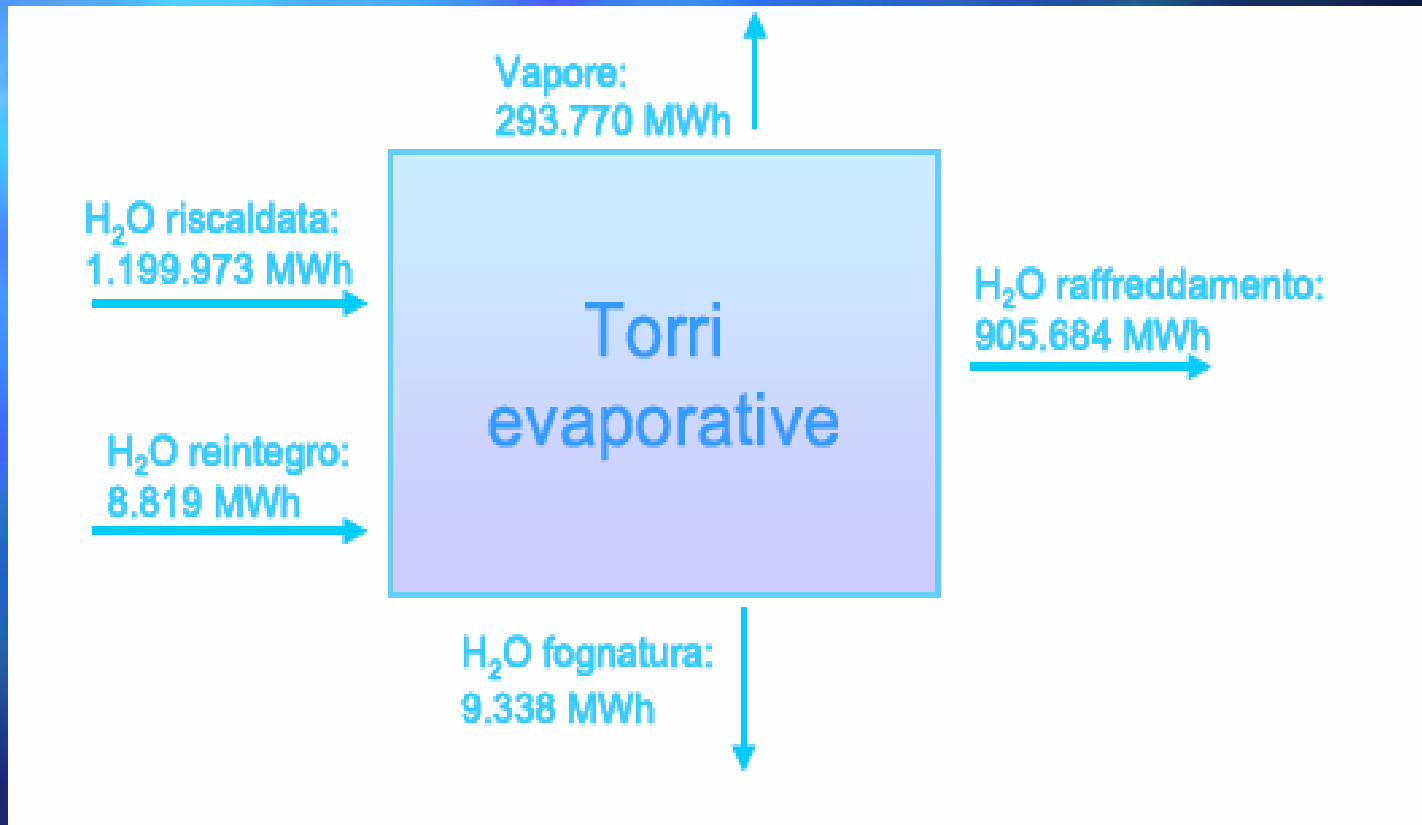 Vapore:
293.770 MWh
H₂O riscaldata:
1.199.973 MWh
H₂O raffreddamento:
905.684 MWh
Torri
evaporative
H₂O reintegro:
8.819 MWh
H₂O fognatura:
9.338 MWh